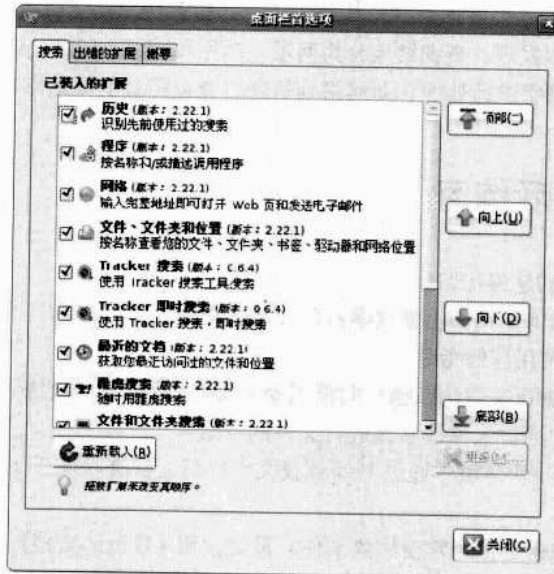 桌面栏首选项
搜索 出错的扩展 概要
已装入的扩展
历史 (版本: 2.22.1)
识别先前使用过的搜索
程序 (版本: 2.22.1)
按名称和/或描述调用程序
网络 (版本: 2.22.1)
输入完整地址即可打开 Web 页和发送电子邮件
文件、文件夹和位置 (版本: 2.22.1)
按名称查看您的文件、文件夹、书签、驱动器和网络位置
Tracker 搜索 (版本: 0.6.4)
使用 Tracker 搜索工具搜索
Tracker 即时搜索 (版本: 0.6.4)
使用 Tracker 搜索,即时搜索
最近的文档 (版本: 2.22.1)
获取您最近访问过的文件和位置
雅虎搜索 (版本: 2.22.1)
随时用雅虎搜索
文件和文件夹搜索 (版本: 2.22.1)
顶部(T)
向上(U)
向下(D)
底部(B)
重新载入(R)
拖放扩展来改变其顺序。
关闭(C)